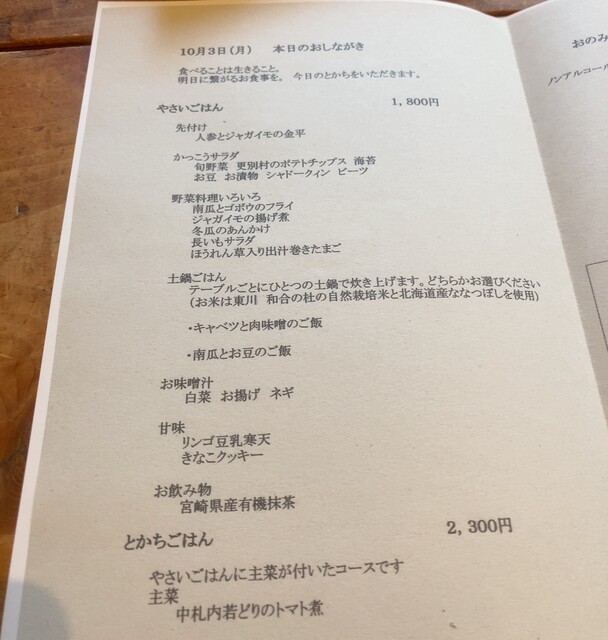 10月3日(月)　本日のおしながき
食べることは生きること。
明日に繋がるお食事を。 今日のとかちをいただきます。
やさいごはん　1,800円
先付け
人参とジャガイモの金平
かっこうサラダ
旬野菜 更別村のポテトチップス 海苔
お豆 お漬物 シャドークィン ビーツ
野菜料理いろいろ
南瓜とゴボウのフライ
ジャガイモの揚げ煮
冬瓜のあんかけ
長いもサラダ
ほうれん草入り出汁巻きたまご
土鍋ごはん
テーブルごとにひとつの土鍋で炊き上げます。どちらかお選びください
(お米は東川 和合の杜の自然栽培米と北海道産ななつぼしを使用)
・キャベツと肉味噌のご飯
・南瓜とお豆のご飯
お味噌汁
白菜 お揚げ ネギ
甘味
リンゴ豆乳寒天
きなこクッキー
お飲み物
宮崎県産有機抹茶
とかちごはん　2,300円
やさいごはんに主菜が付いたコースです
主菜
中札内若どりのトマト煮
おのみ
ノンアルコール